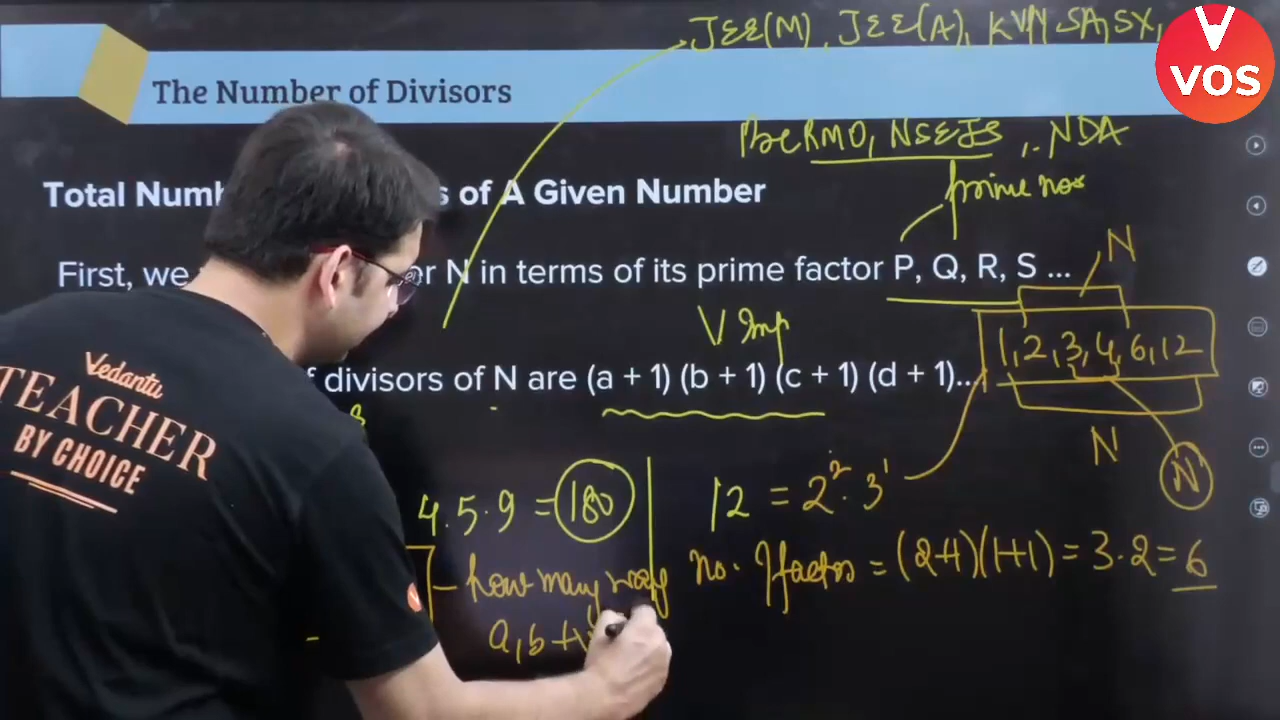 JEE(M), JEE(A), KVPY SA, SX,
V
VOS
The Number of Divisors
PRERMO, NSEJS ,.. NDA
prime nos
Total Numb s of A Given Number
N
First, we er N in terms of its prime factor P, Q, R, S ...
V Imp
1, 2, 3, 4, 6, 12
f divisors of N are (a + 1) (b + 1) (c + 1) (d + 1)...
N
N
4.5.9 = 180
12 = 2².3¹
no. of factors = (2+1)(1+1) = 3.2 = 6
how many ways
a, b
Vedantu
TEACHER
BY CHOICE